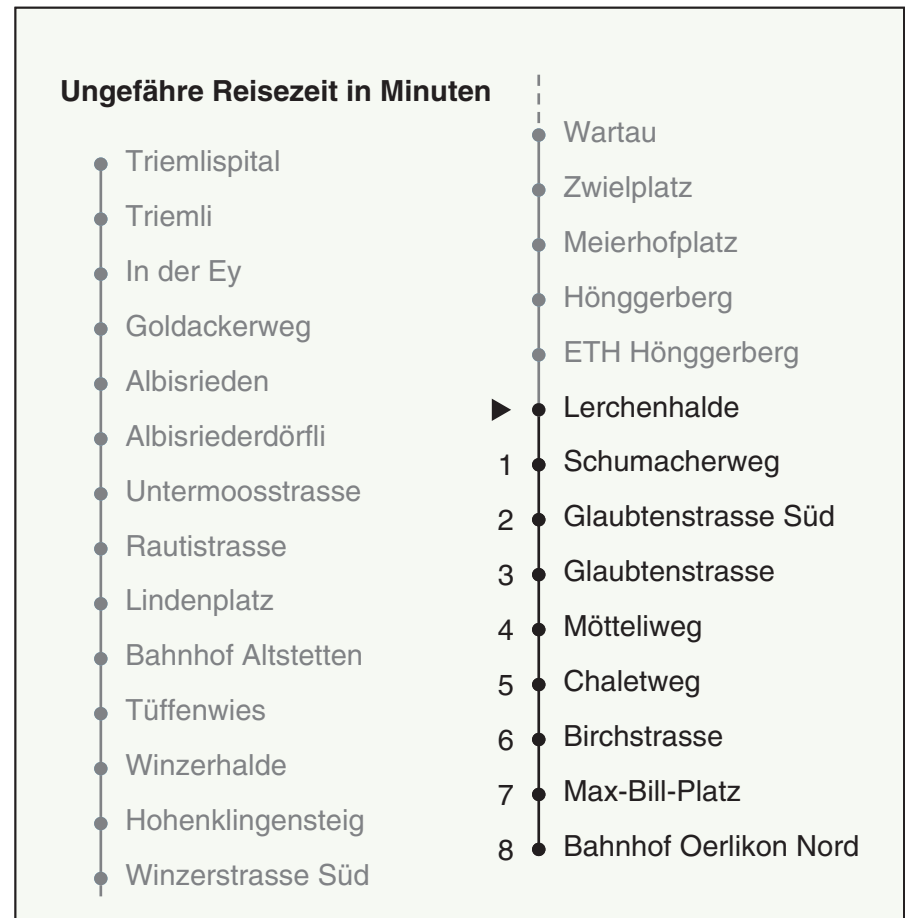 Ungefähre Reisezeit in Minuten
Triemlispital
Triemli
In der Ey
Goldackerweg
Albisrieden
Albisriederdörfli
Untermoosstrasse
Rautistrasse
Lindenplatz
Bahnhof Altstetten
Tüffenwies
Winzerhalde
Hohenklingensteig
Winzerstrasse Süd
Wartau
Zwielplatz
Meierhofplatz
Hönggerberg
ETH Hönggerberg
Lerchenhalde
1 Schumacherweg
2 Glaubtenstrasse Süd
3 Glaubtenstrasse
4 Mötteliweg
5 Chaletweg
6 Birchstrasse
7 Max-Bill-Platz
8 Bahnhof Oerlikon Nord